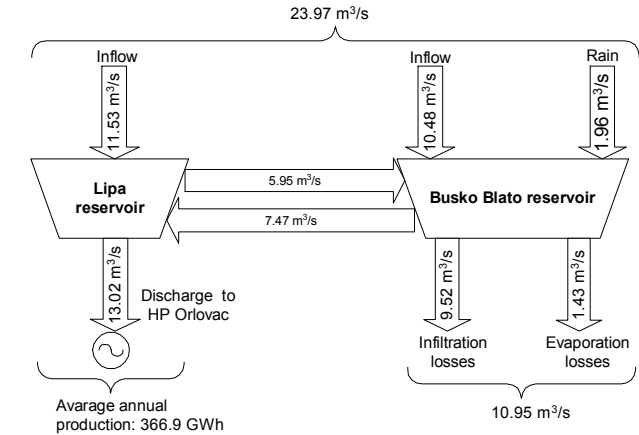 23.97 m³/s
Inflow
Inflow
Rain
11.53 m³/s
10.48 m³/s
1.96 m³/s
Lipa
reservoir
5.95 m³/s
7.47 m³/s
Busko Blato reservoir
13.02 m³/s
Discharge to
HP Orlovac
9.52 m³/s
1.43 m³/s
Infiltration
losses
Evaporation
losses
Avarage annual
production: 366.9 GWh
10.95 m³/s